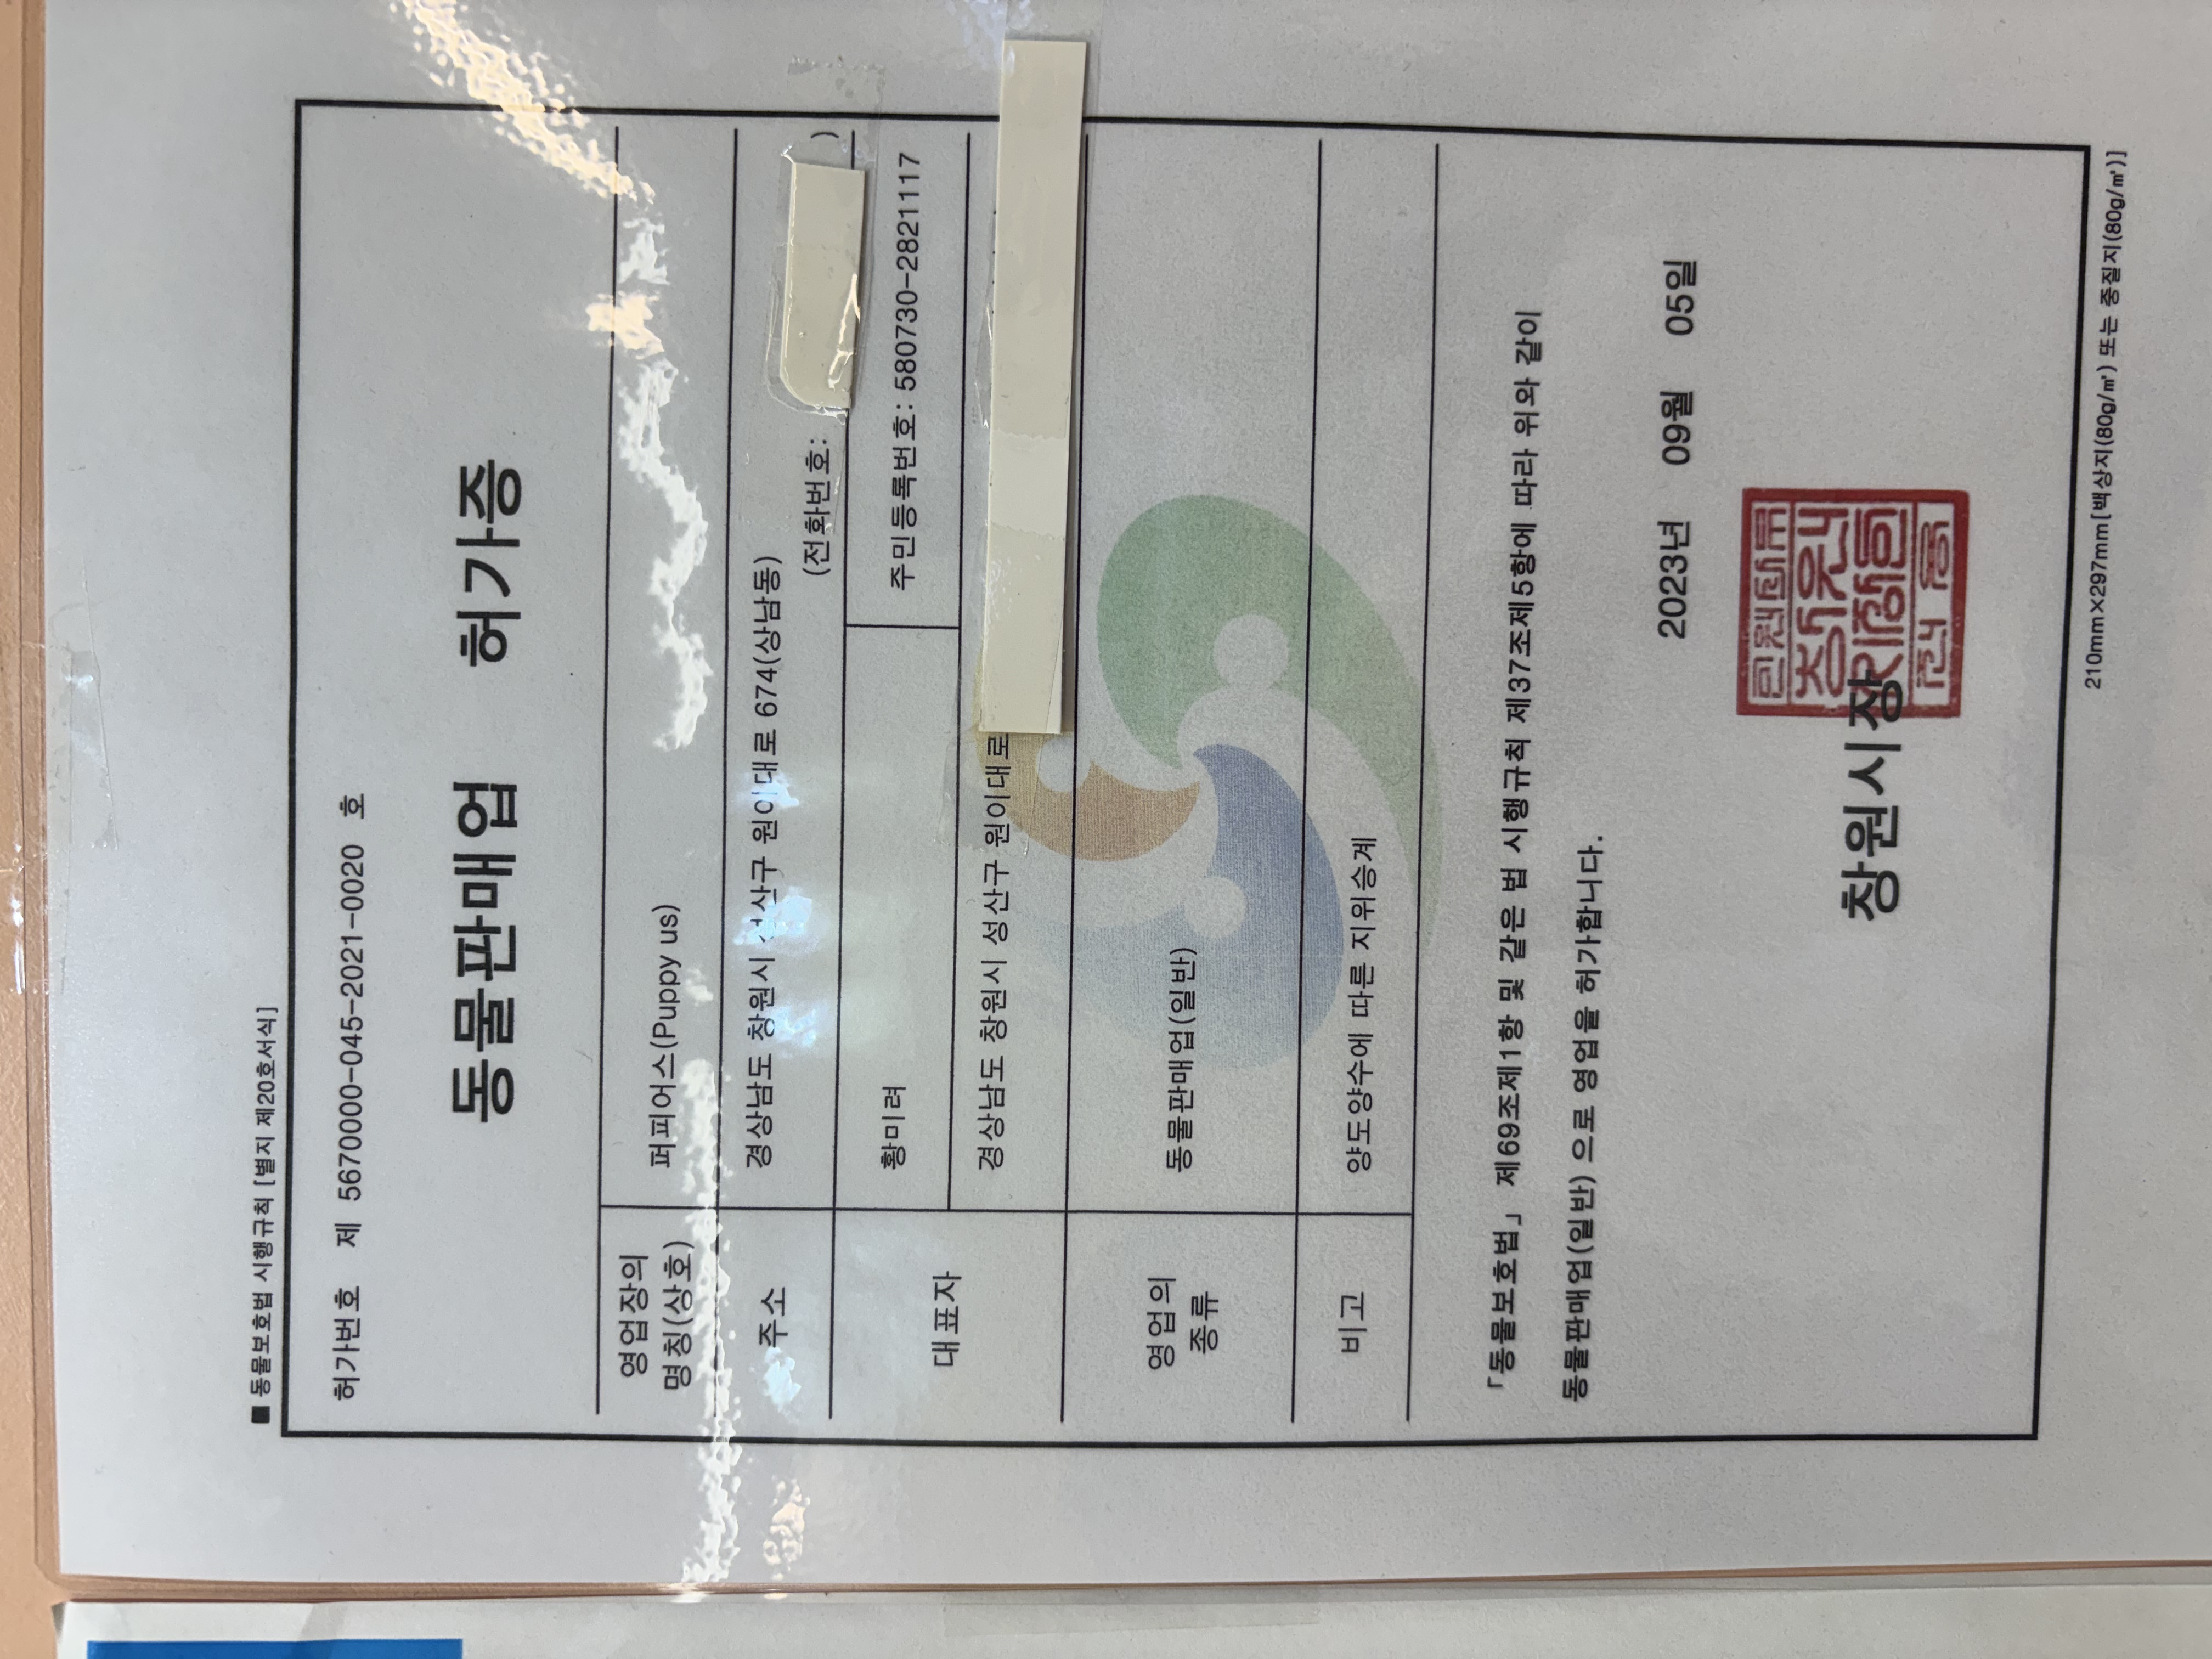 ■ 동물보호법 시행규칙 [별지 제20호서식]
허가번호 제 5670000-045-2021-0020 호
동물판매업 허가증
영업장의 명칭(상호) 퍼피어스(Puppy us)
주소 경상남도 창원시 성산구 원이대로 674(상남동)
(전화번호: )
대표자 황미려 주민등록번호: 580730-2821117
경상남도 창원시 성산구 원이대로
영업의 종류 동물판매업(일반)
비고 양도양수에 따른 지위승계
「동물보호법」 제69조제1항 및 같은 법 시행규칙 제37조제5항에 따라 위와 같이
동물판매업(일반) 으로 영업을 허가합니다.
2023년 09월 05일
창원시장
210mm×297mm[백상지(80g/㎡) 또는 중질지(80g/㎡)]